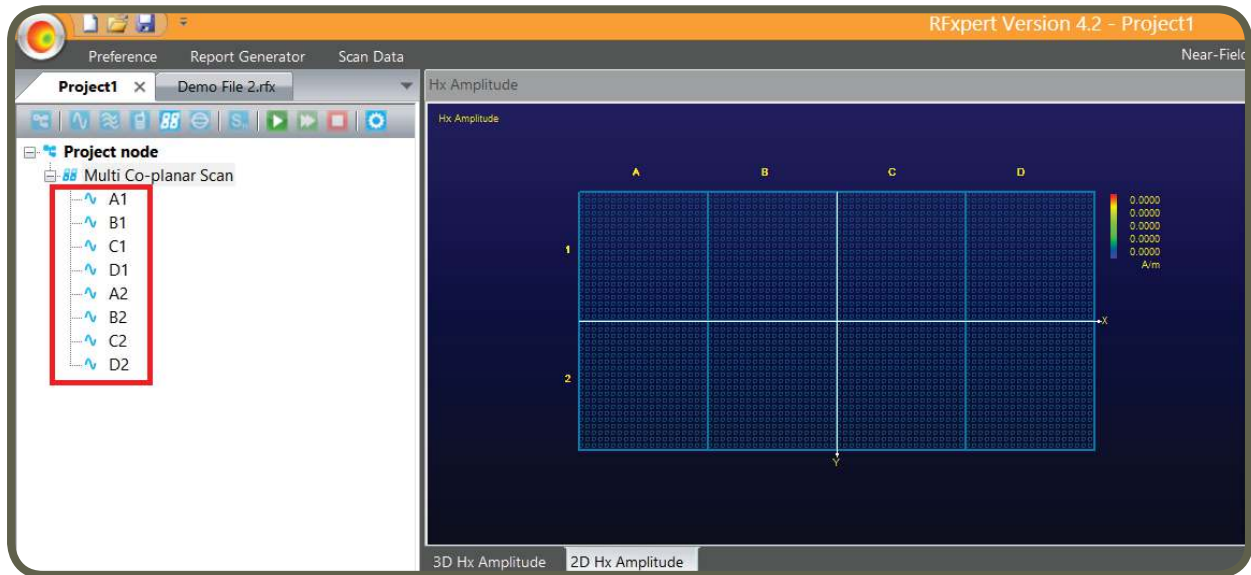 RFxpert Version 4.2 - Project1
Preference Report Generator Scan Data
Near-Field
Project1 × Demo File 2.rfx
Hx Amplitude
Project node
Multi Co-planar Scan
A1
B1
C1
D1
A2
B2
C2
D2
Hx Amplitude
A B C D
1
2
X
Y
0.0000
0.0000
0.0000
0.0000
0.0000
A/m
3D Hx Amplitude 2D Hx Amplitude